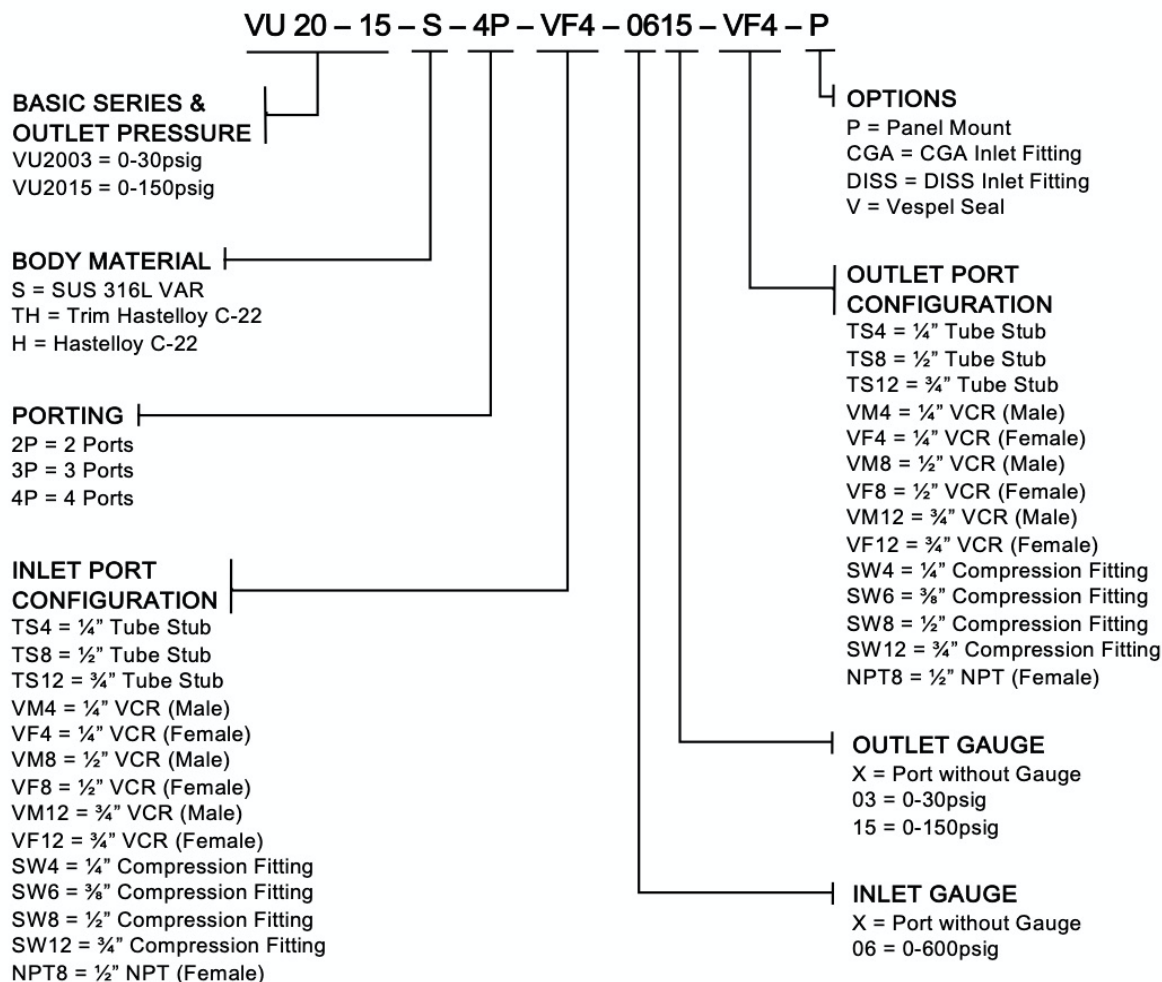 VU 20 – 15 – S – 4P – VF4 – 0615 – VF4 – P
BASIC SERIES &
OUTLET PRESSURE
VU2003 = 0-30psig
VU2015 = 0-150psig
BODY MATERIAL
S = SUS 316L VAR
TH = Trim Hastelloy C-22
H = Hastelloy C-22
PORTING
2P = 2 Ports
3P = 3 Ports
4P = 4 Ports
INLET PORT
CONFIGURATION
TS4 = ¼” Tube Stub
TS8 = ½” Tube Stub
TS12 = ¾” Tube Stub
VM4 = ¼” VCR (Male)
VF4 = ¼” VCR (Female)
VM8 = ½” VCR (Male)
VF8 = ½” VCR (Female)
VM12 = ¾” VCR (Male)
VF12 = ¾” VCR (Female)
SW4 = ¼” Compression Fitting
SW6 = ⅜” Compression Fitting
SW8 = ½” Compression Fitting
SW12 = ¾” Compression Fitting
NPT8 = ½” NPT (Female)
OPTIONS
P = Panel Mount
CGA = CGA Inlet Fitting
DISS = DISS Inlet Fitting
V = Vespel Seal
OUTLET PORT
CONFIGURATION
TS4 = ¼” Tube Stub
TS8 = ½” Tube Stub
TS12 = ¾” Tube Stub
VM4 = ¼” VCR (Male)
VF4 = ¼” VCR (Female)
VM8 = ½” VCR (Male)
VF8 = ½” VCR (Female)
VM12 = ¾” VCR (Male)
VF12 = ¾” VCR (Female)
SW4 = ¼” Compression Fitting
SW6 = ⅜” Compression Fitting
SW8 = ½” Compression Fitting
SW12 = ¾” Compression Fitting
NPT8 = ½” NPT (Female)
OUTLET GAUGE
X = Port without Gauge
03 = 0-30psig
15 = 0-150psig
INLET GAUGE
X = Port without Gauge
06 = 0-600psig